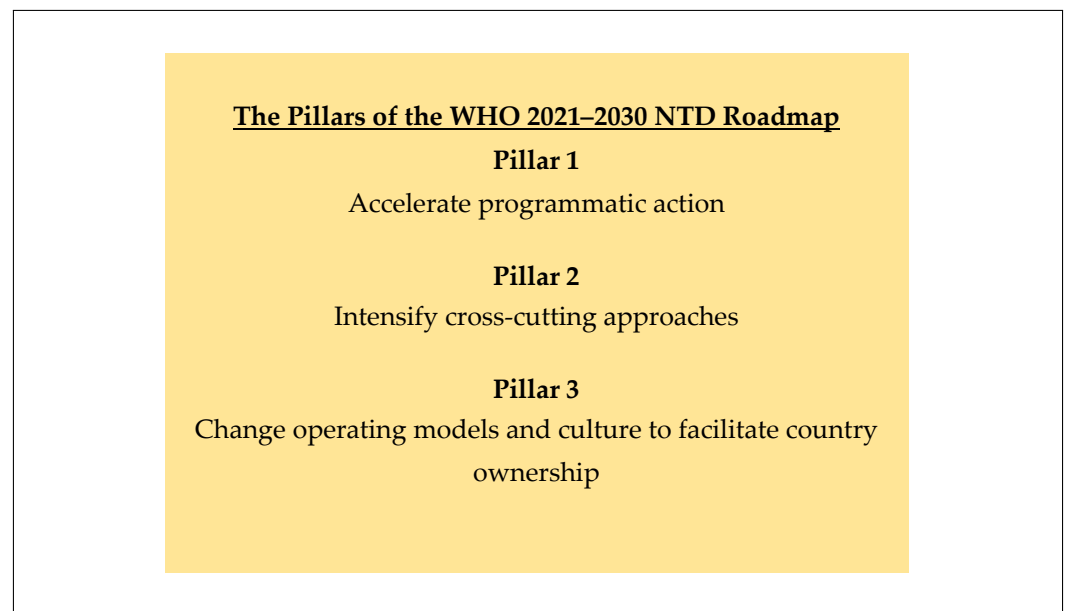 The Pillars of the WHO 2021–2030 NTD Roadmap
Pillar 1
Accelerate programmatic action
Pillar 2
Intensify cross-cutting approaches
Pillar 3
Change operating models and culture to facilitate country
ownership